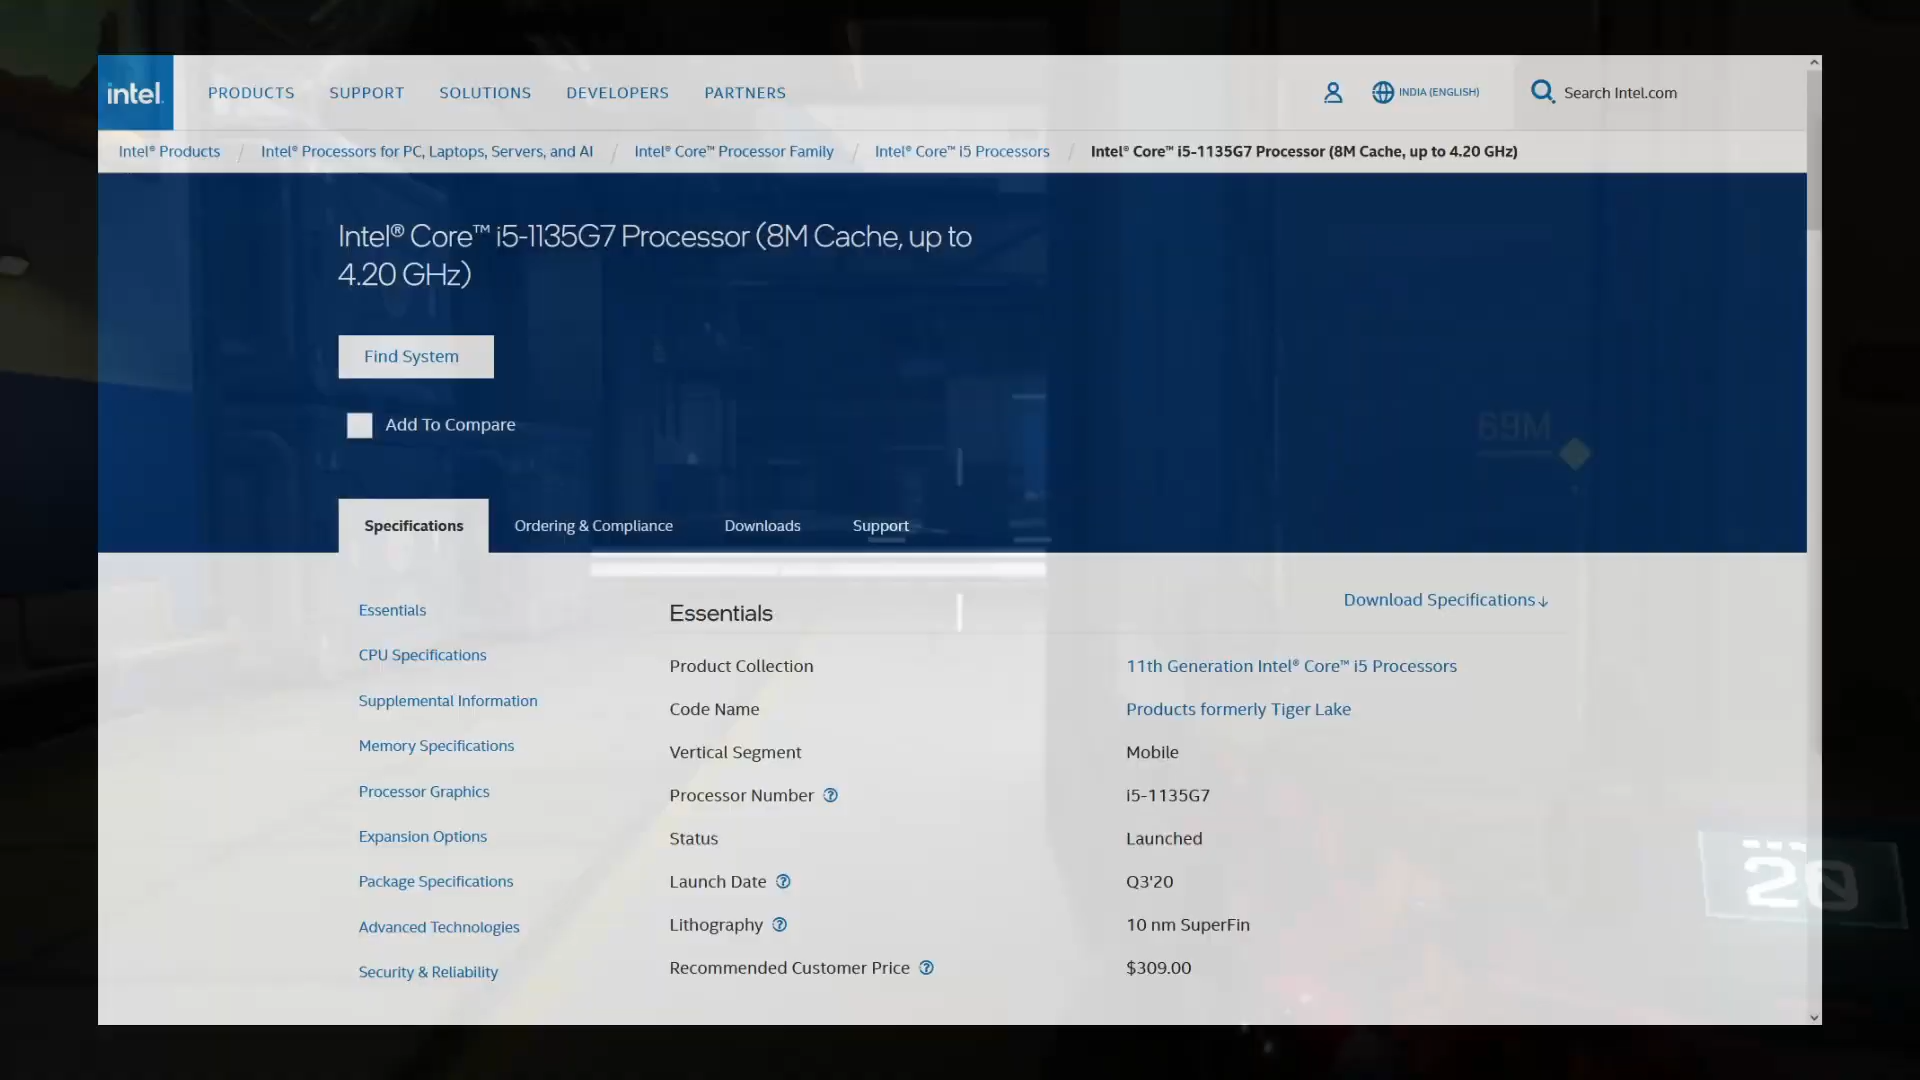 intel.
PRODUCTS SUPPORT SOLUTIONS DEVELOPERS PARTNERS
INDIA (ENGLISH)
Search Intel.com
Intel® Products / Intel® Processors for PC, Laptops, Servers, and AI / Intel® Core™ Processor Family / Intel® Core™ i5 Processors / Intel® Core™ i5-1135G7 Processor (8M Cache, up to 4.20 GHz)
Intel® Core™ i5-1135G7 Processor (8M Cache, up to
4.20 GHz)
Find System
Add To Compare
69M
Specifications Ordering & Compliance Downloads Support
Essentials
CPU Specifications
Supplemental Information
Memory Specifications
Processor Graphics
Expansion Options
Package Specifications
Advanced Technologies
Security & Reliability
Essentials
Download Specifications↓
Product Collection 11th Generation Intel® Core™ i5 Processors
Code Name Products formerly Tiger Lake
Vertical Segment Mobile
Processor Number ? i5-1135G7
Status Launched
Launch Date ? Q3'20
Lithography ? 10 nm SuperFin
Recommended Customer Price ? $309.00
20